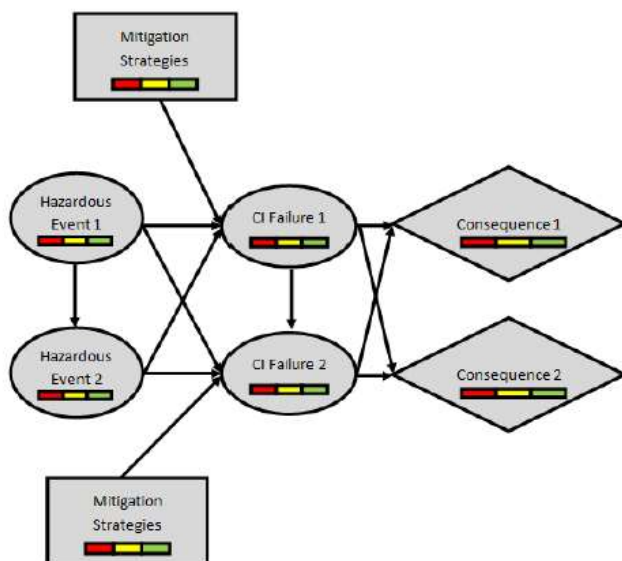 Mitigation
Strategies
Hazardous
Event 1
CI Failure 1
Consequence 1
Hazardous
Event 2
CI Failure 2
Consequence 2
Mitigation
Strategies